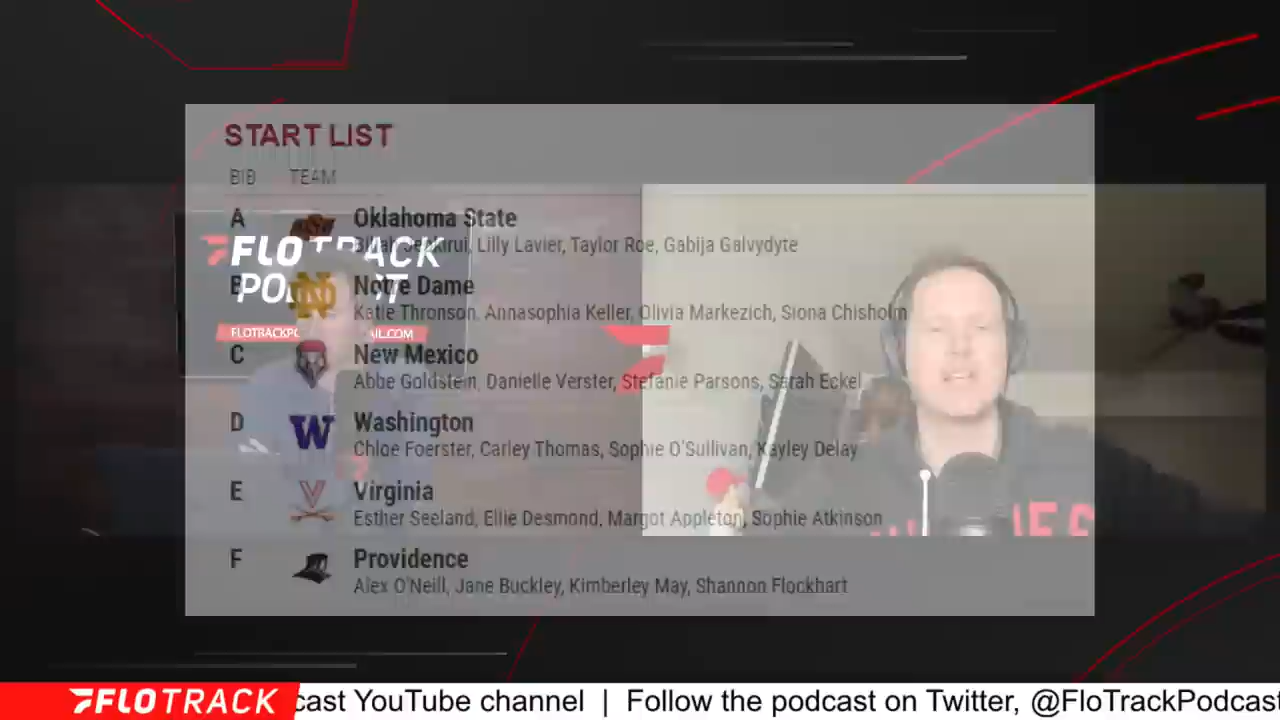 START LIST
BID TEAM
A Oklahoma State
Lilly Lavier, Taylor Roe, Gabija Galvydyte
FLOTRACK
B Notre Dame
Katie Thronson, Annasophia Keller, Olivia Markezich, Siona Chisholm
C New Mexico
Abbe Goldstein, Danielle Verster, Stefanie Parsons, Sarah Eckel
D Washington
Chloe Foerster, Carley Thomas, Sophie O'Sullivan, Kayley Delay
E Virginia
Esther Seeland, Ellie Desmond, Margot Appleton, Sophie Atkinson
F Providence
Alex O'Neill, Jane Buckley, Kimberley May, Shannon Flockhart
FLOTRACK cast YouTube channel | Follow the podcast on Twitter, @FloTrackPodcast